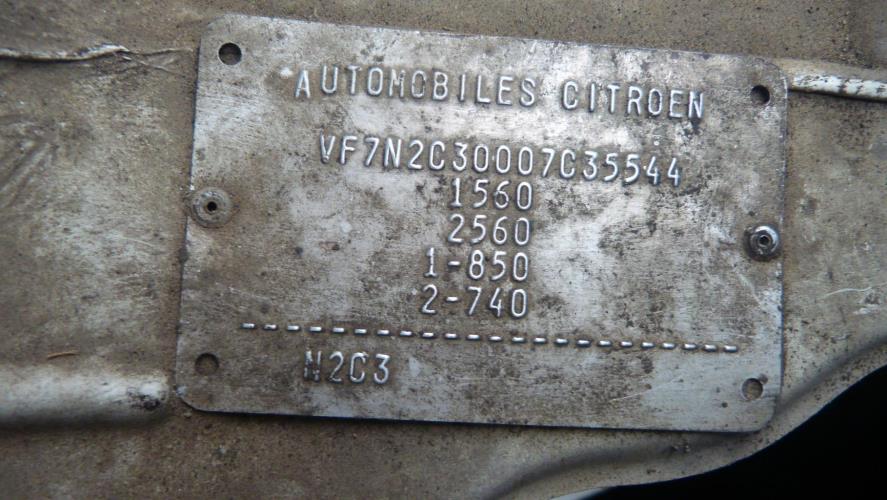 AUTOMOBILES CITROEN
VF7N2C30007C35544
1560
2560
1-850
2-740
-----------------------
N2C3